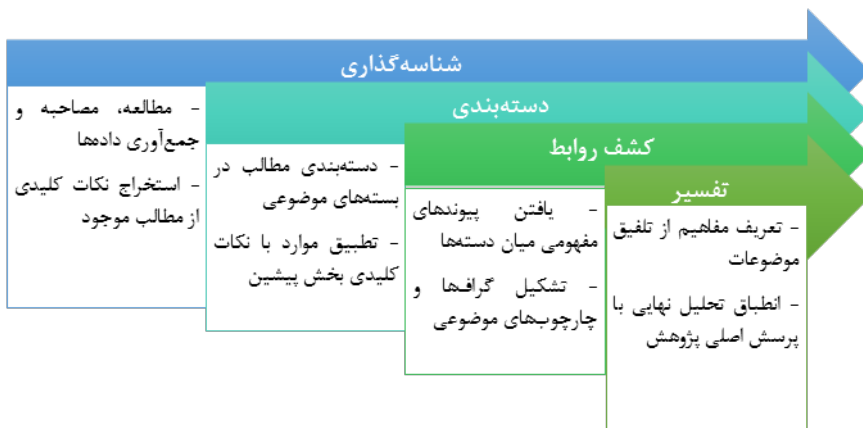 شناسه‌گذاری
- مطالعه، مصاحبه و
جمع‌آوری داده‌ها
- استخراج نکات کلیدی
از مطالب موجود
دسته‌بندی
- دسته‌بندی مطالب در
بسته‌های موضوعی
- تطبیق موارد با نکات
کلیدی بخش پیشین
کشف روابط
- یافتن پیوندهای
مفهومی میان دسته‌ها
- تشکیل گراف‌ها و
چارچوب‌های موضوعی
تفسیر
- تعریف مفاهیم از تلفیق
موضوعات
- انطباق تحلیل نهایی با
پرسش اصلی پژوهش